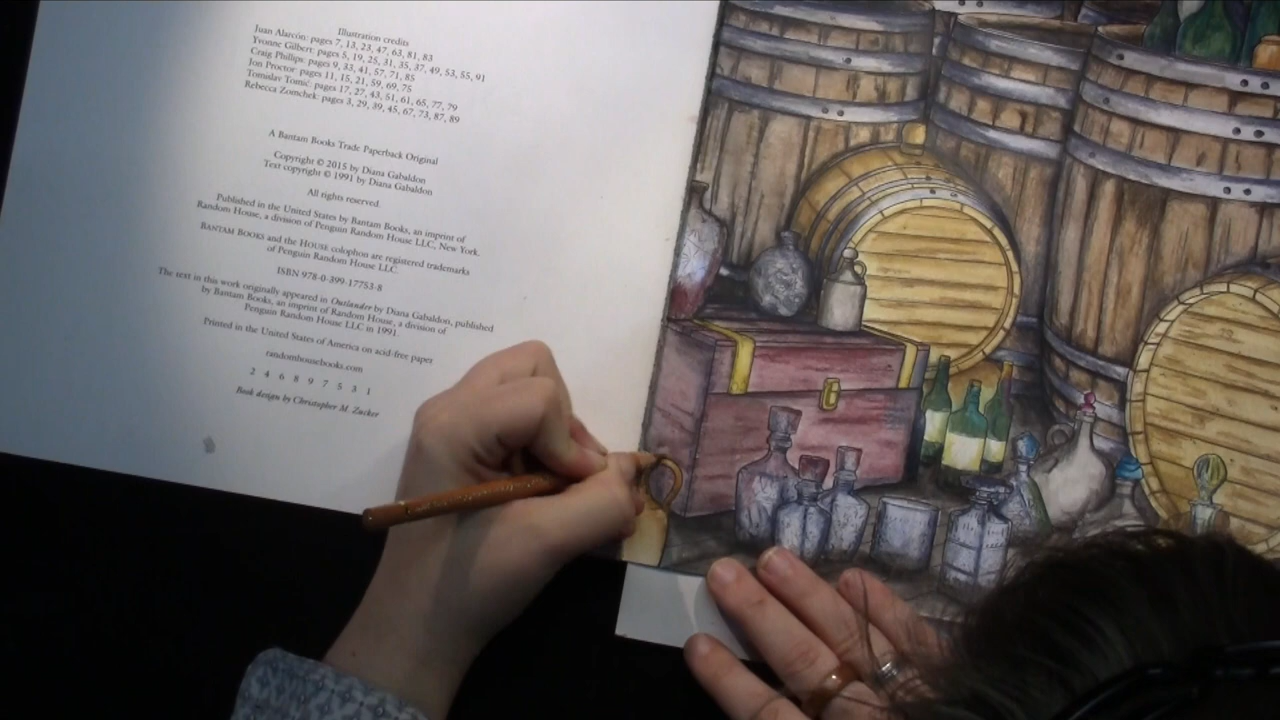 Illustration credits
Juan Alarcón: pages 7, 13, 23, 47, 63, 81, 83
Yvonne Gilbert: pages 5, 19, 25, 31, 35, 37, 49, 53, 55, 91
Craig Phillips: pages 9, 33, 41, 57, 71, 85
Jon Proctor: pages 11, 15, 21, 59, 69, 75
Tomislav Tomić: pages 17, 27, 43, 51, 61, 65, 77, 79
Rebecca Zomchek: pages 3, 29, 39, 45, 67, 73, 87, 89
A Bantam Books Trade Paperback Original
Copyright © 2015 by Diana Gabaldon
Text copyright © 1991 by Diana Gabaldon
All rights reserved.
Published in the United States by Bantam Books, an imprint of
Random House, a division of Penguin Random House LLC, New York.
BANTAM BOOKS and the HOUSE colophon are registered trademarks
of Penguin Random House LLC.
ISBN 978-0-399-17753-8
The text in this work originally appeared in Outlander by Diana Gabaldon, published
by Bantam Books, an imprint of Random House, a division of
Penguin Random House LLC in 1991.
Printed in the United States of America on acid-free paper
randomhousebooks.com
2 4 6 8 9 7 5 3 1
Book design by Christopher M. Zucker